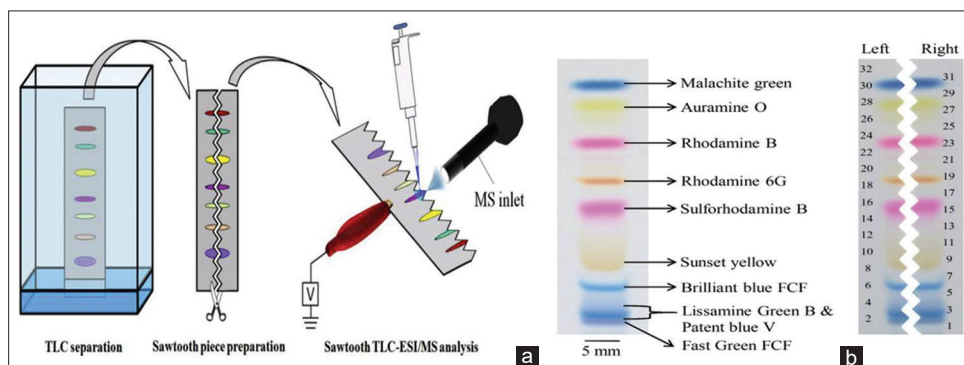 MS inlet
V
TLC separation
Sawtooth piece preparation
Sawtooth TLC-ESI/MS analysis
a
Malachite green
Auramine O
Rhodamine B
Rhodamine 6G
Sulforhodamine B
Sunset yellow
Brilliant blue FCF
Lissamine Green B &
Patent blue V
Fast Green FCF
5 mm
Left
Right
32
31
30
29
28
27
26
25
24
23
22
21
20
19
18
17
16
15
14
13
12
11
10
9
8
7
6
5
4
3
2
1
b